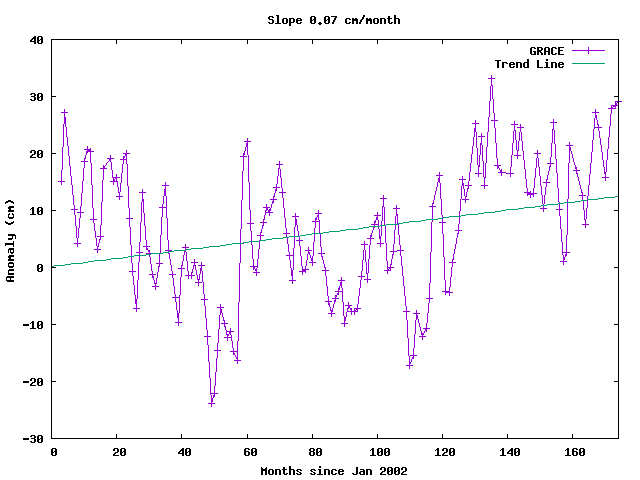 Slope 0.07 cm/month
GRACE
Trend Line
40
30
20
10
0
-10
-20
-30
Anomaly (cm)
0 20 40 60 80 100 120 140 160
Months since Jan 2002